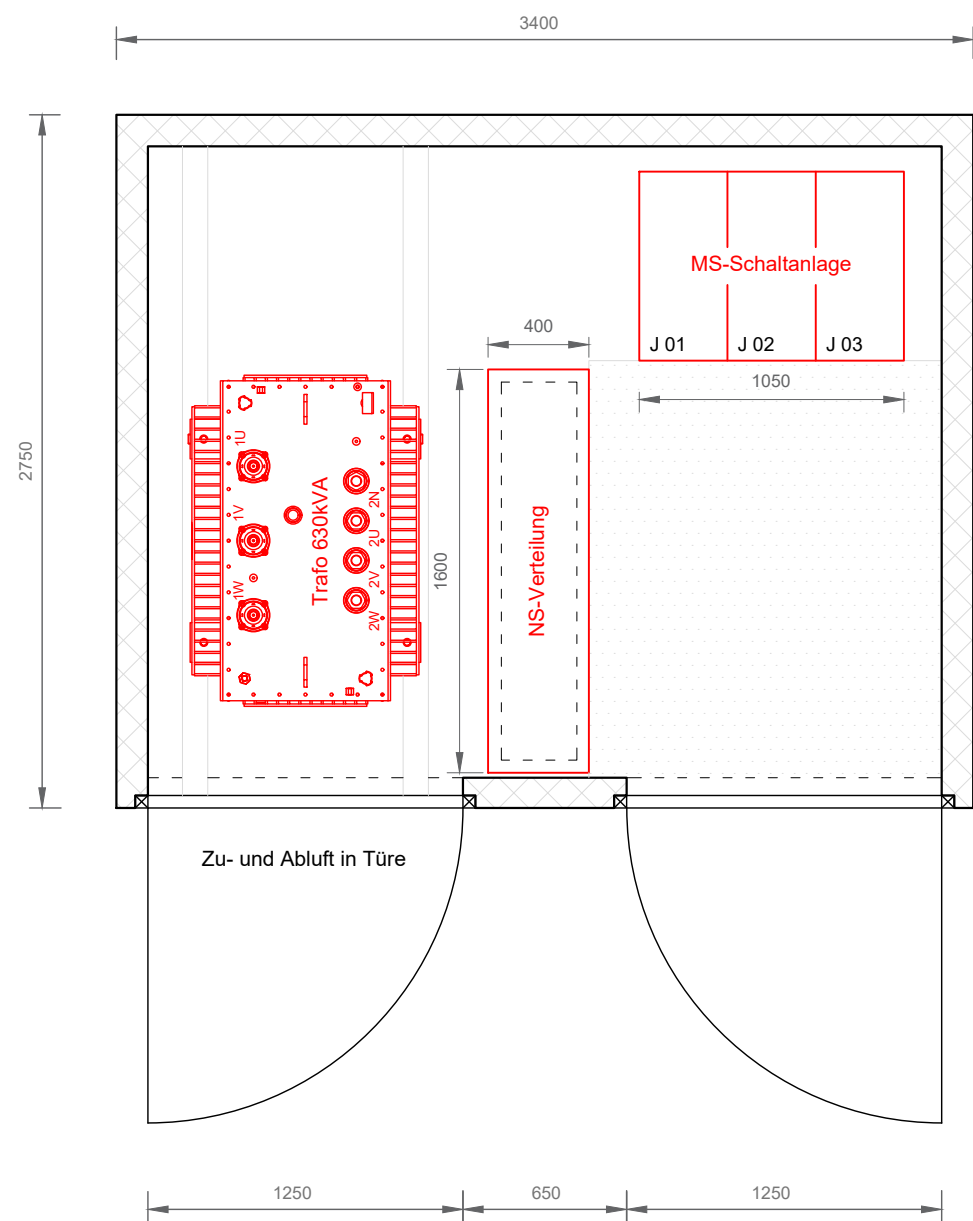 3400
2750
MS-Schaltanlage
J 01
J 02
J 03
400
1050
1600
1U
1V
1W
2N
2U
2V
2W
Trafo 630kVA
NS-Verteilung
Zu- und Abluft in Türe
1250
650
1250